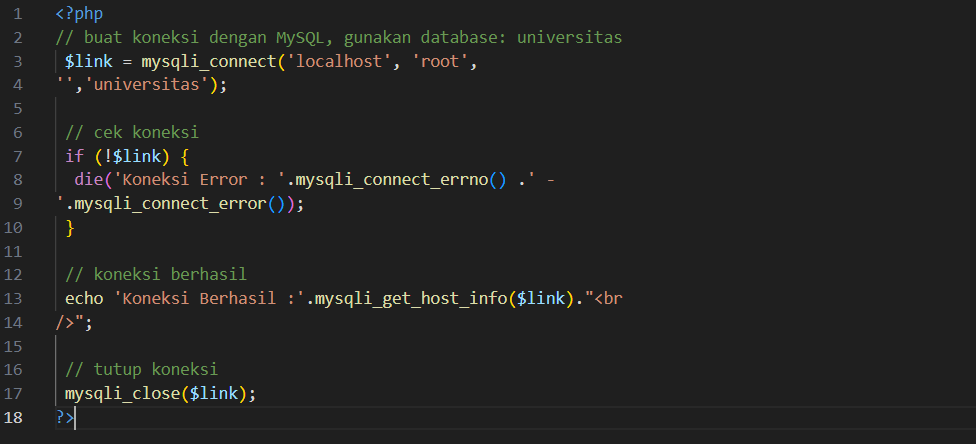 1 <?php
2 // buat koneksi dengan MySQL, gunakan database: universitas
3 $link = mysqli_connect('localhost', 'root',
4 '','universitas');
5
6 // cek koneksi
7 if (!$link) {
8 die('Koneksi Error : '.mysqli_connect_errno() .' -
9 '.mysqli_connect_error());
10 }
11
12 // koneksi berhasil
13 echo 'Koneksi Berhasil :'.mysqli_get_host_info($link)."<br
14 />";
15
16 // tutup koneksi
17 mysqli_close($link);
18 ?>